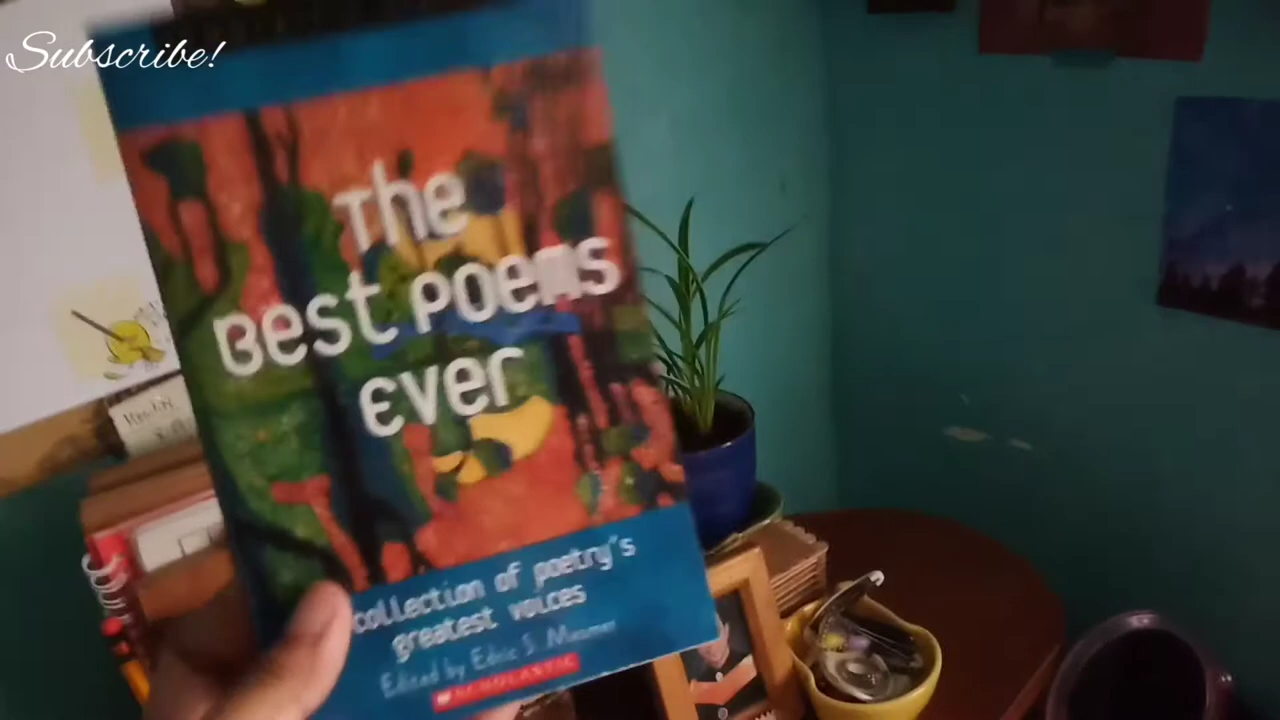 Subscribe!
The
Best Poems
Ever
collection of poetry's
greatest voices
Edited by Edric S. Mesmer
SCHOLASTIC